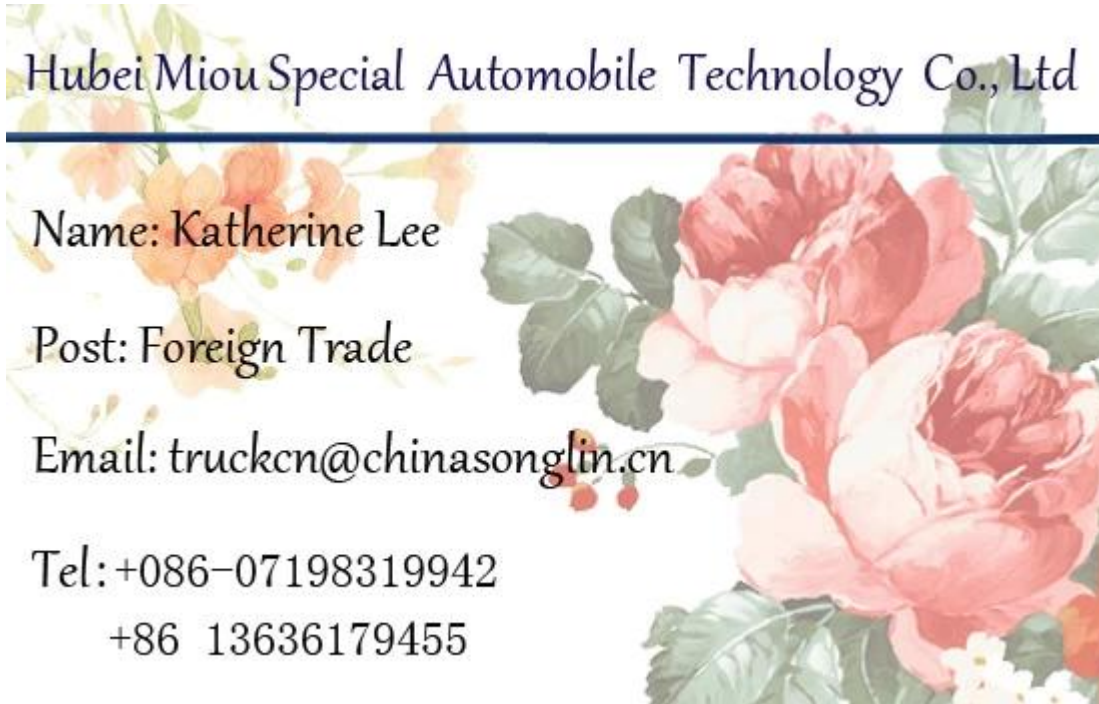 Hubei Miou Special Automobile Technology Co., Ltd
Name: Katherine Lee
Post: Foreign Trade
Email: truckcn@chinasonglin.cn
Tel:+086-07198319942
+86 13636179455